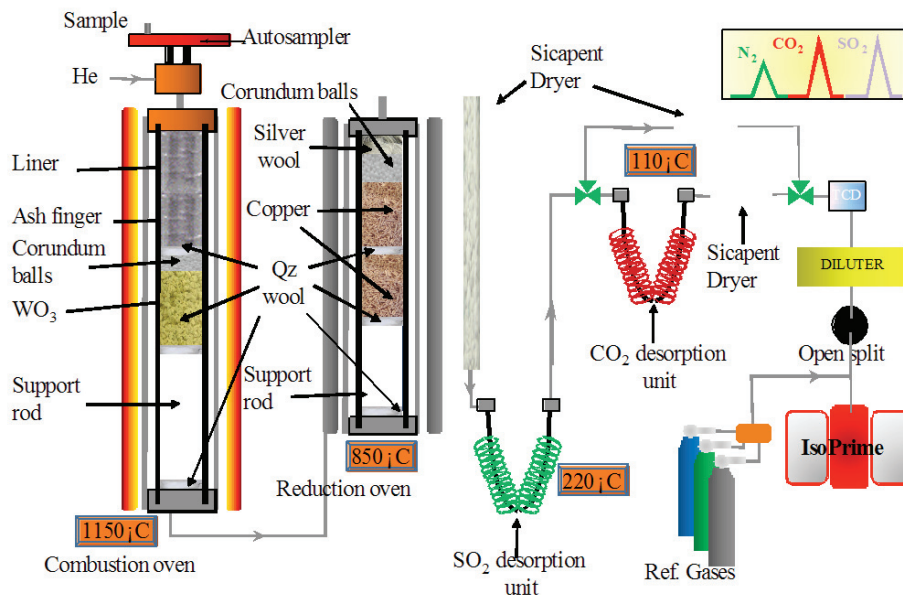 Sample
Autosampler
He
Liner
Ash finger
Corundum
balls
WO3
Support
rod
1150¡C
Combustion oven
Corundum balls
Silver
wool
Copper
Qz
wool
Support
rod
850¡C
Reduction oven
Sicapent
Dryer
220¡C
SO2 desorption
unit
110¡C
CO2 desorption
unit
Sicapent
Dryer
N2
CO2
SO2
TCD
DILUTER
Open split
IsoPrime
Ref. Gases